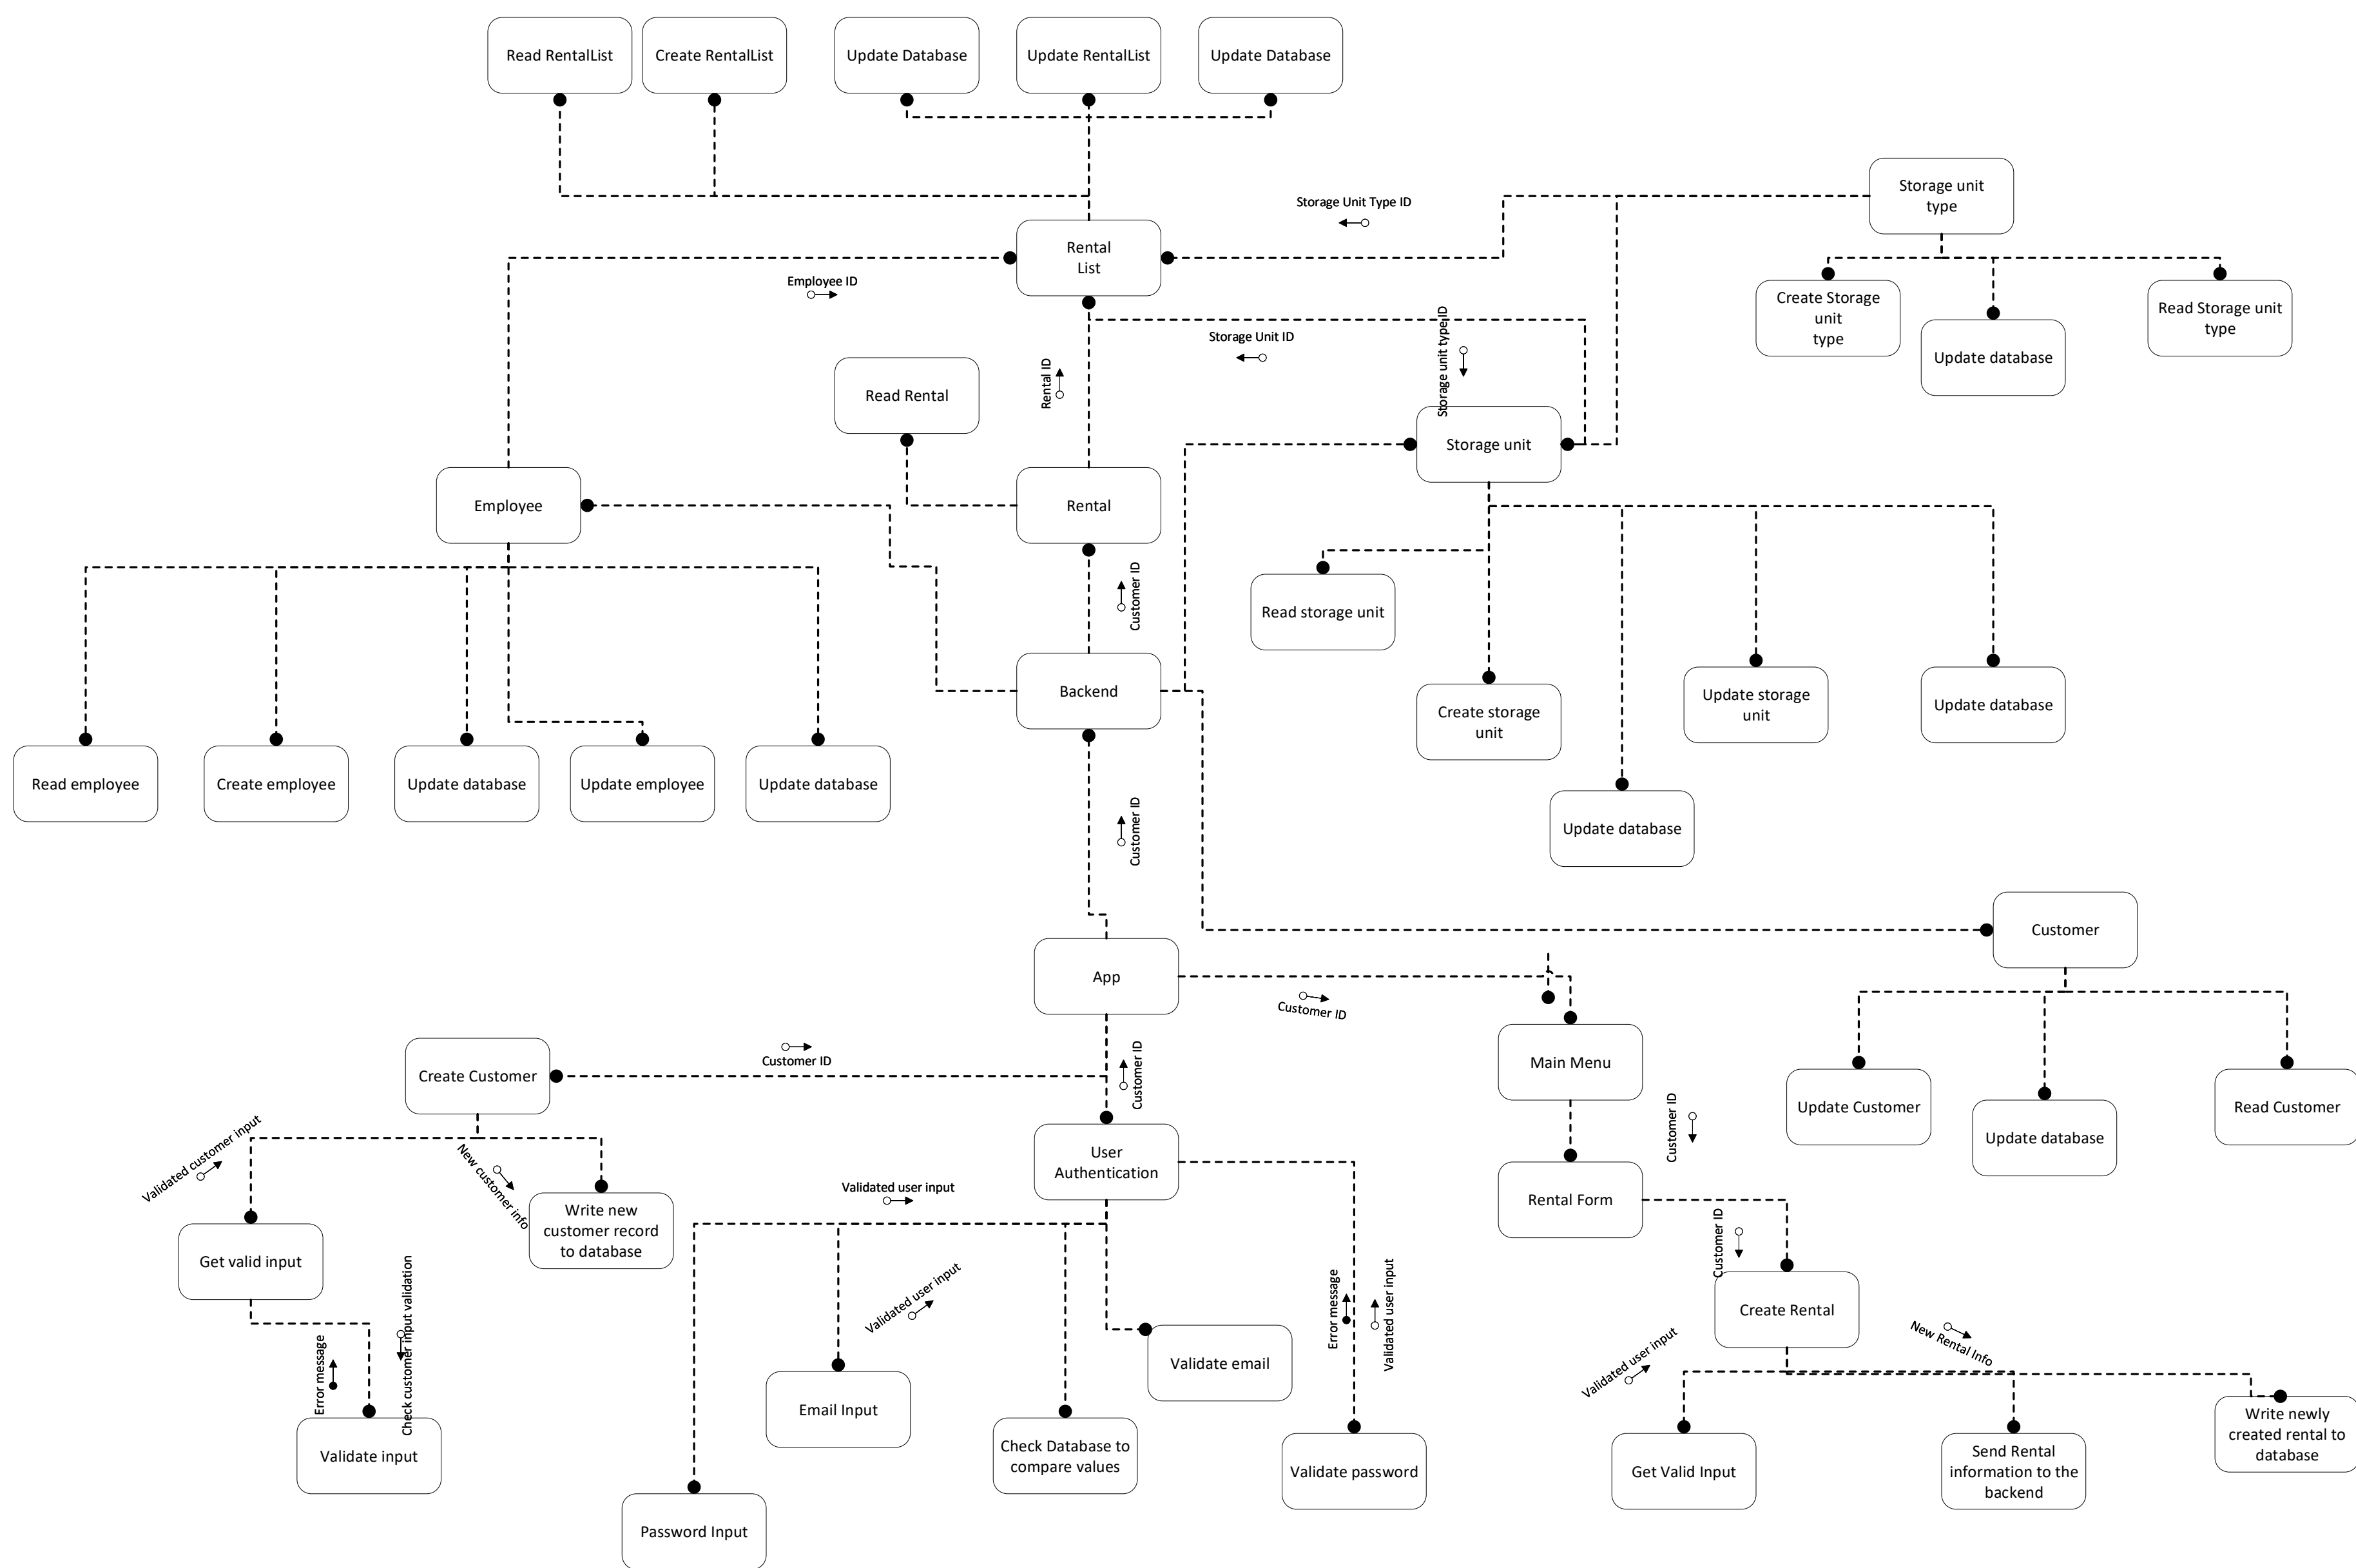 Read RentalList
Create RentalList
Update Database
Update RentalList
Update Database
Storage unit
type
Storage Unit Type ID
Rental
List
Employee ID
Create Storage
unit
type
Update database
Read Storage unit
type
Storage Unit ID
Storage unit type ID
Rental ID
Read Rental
Storage unit
Employee
Rental
Customer ID
Read storage unit
Backend
Create storage
unit
Update storage
unit
Update database
Read employee
Create employee
Update database
Update employee
Update database
Customer ID
Update database
Customer
App
Customer ID
Create Customer
Customer ID
Customer ID
Main Menu
Update Customer
Update database
Read Customer
Customer ID
Validated customer input
New customer info
User
Authentication
Validated user input
Rental Form
Write new
customer record
to database
Get valid input
Customer ID
Create Rental
Error message
Check customer input validation
Validated user input
Error message
Validated user input
Validate email
Validated user input
New Rental Info
Email Input
Validate input
Check Database to
compare values
Validate password
Get Valid Input
Send Rental
information to the
backend
Write newly
created rental to
database
Password Input